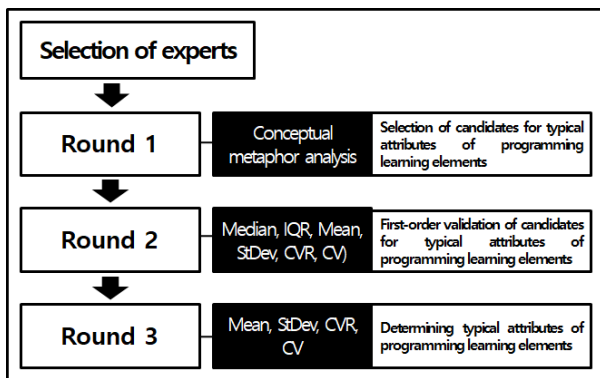 Selection of experts
Round 1
Conceptual
metaphor analysis
Selection of candidates for typical
attributes of programming
learning elements
Round 2
Median, IQR, Mean,
StDev, CVR, CV)
First-order validation of candidates
for typical attributes of
programming learning elements
Round 3
Mean, StDev, CVR,
CV
Determining typical attributes of
programming learning elements